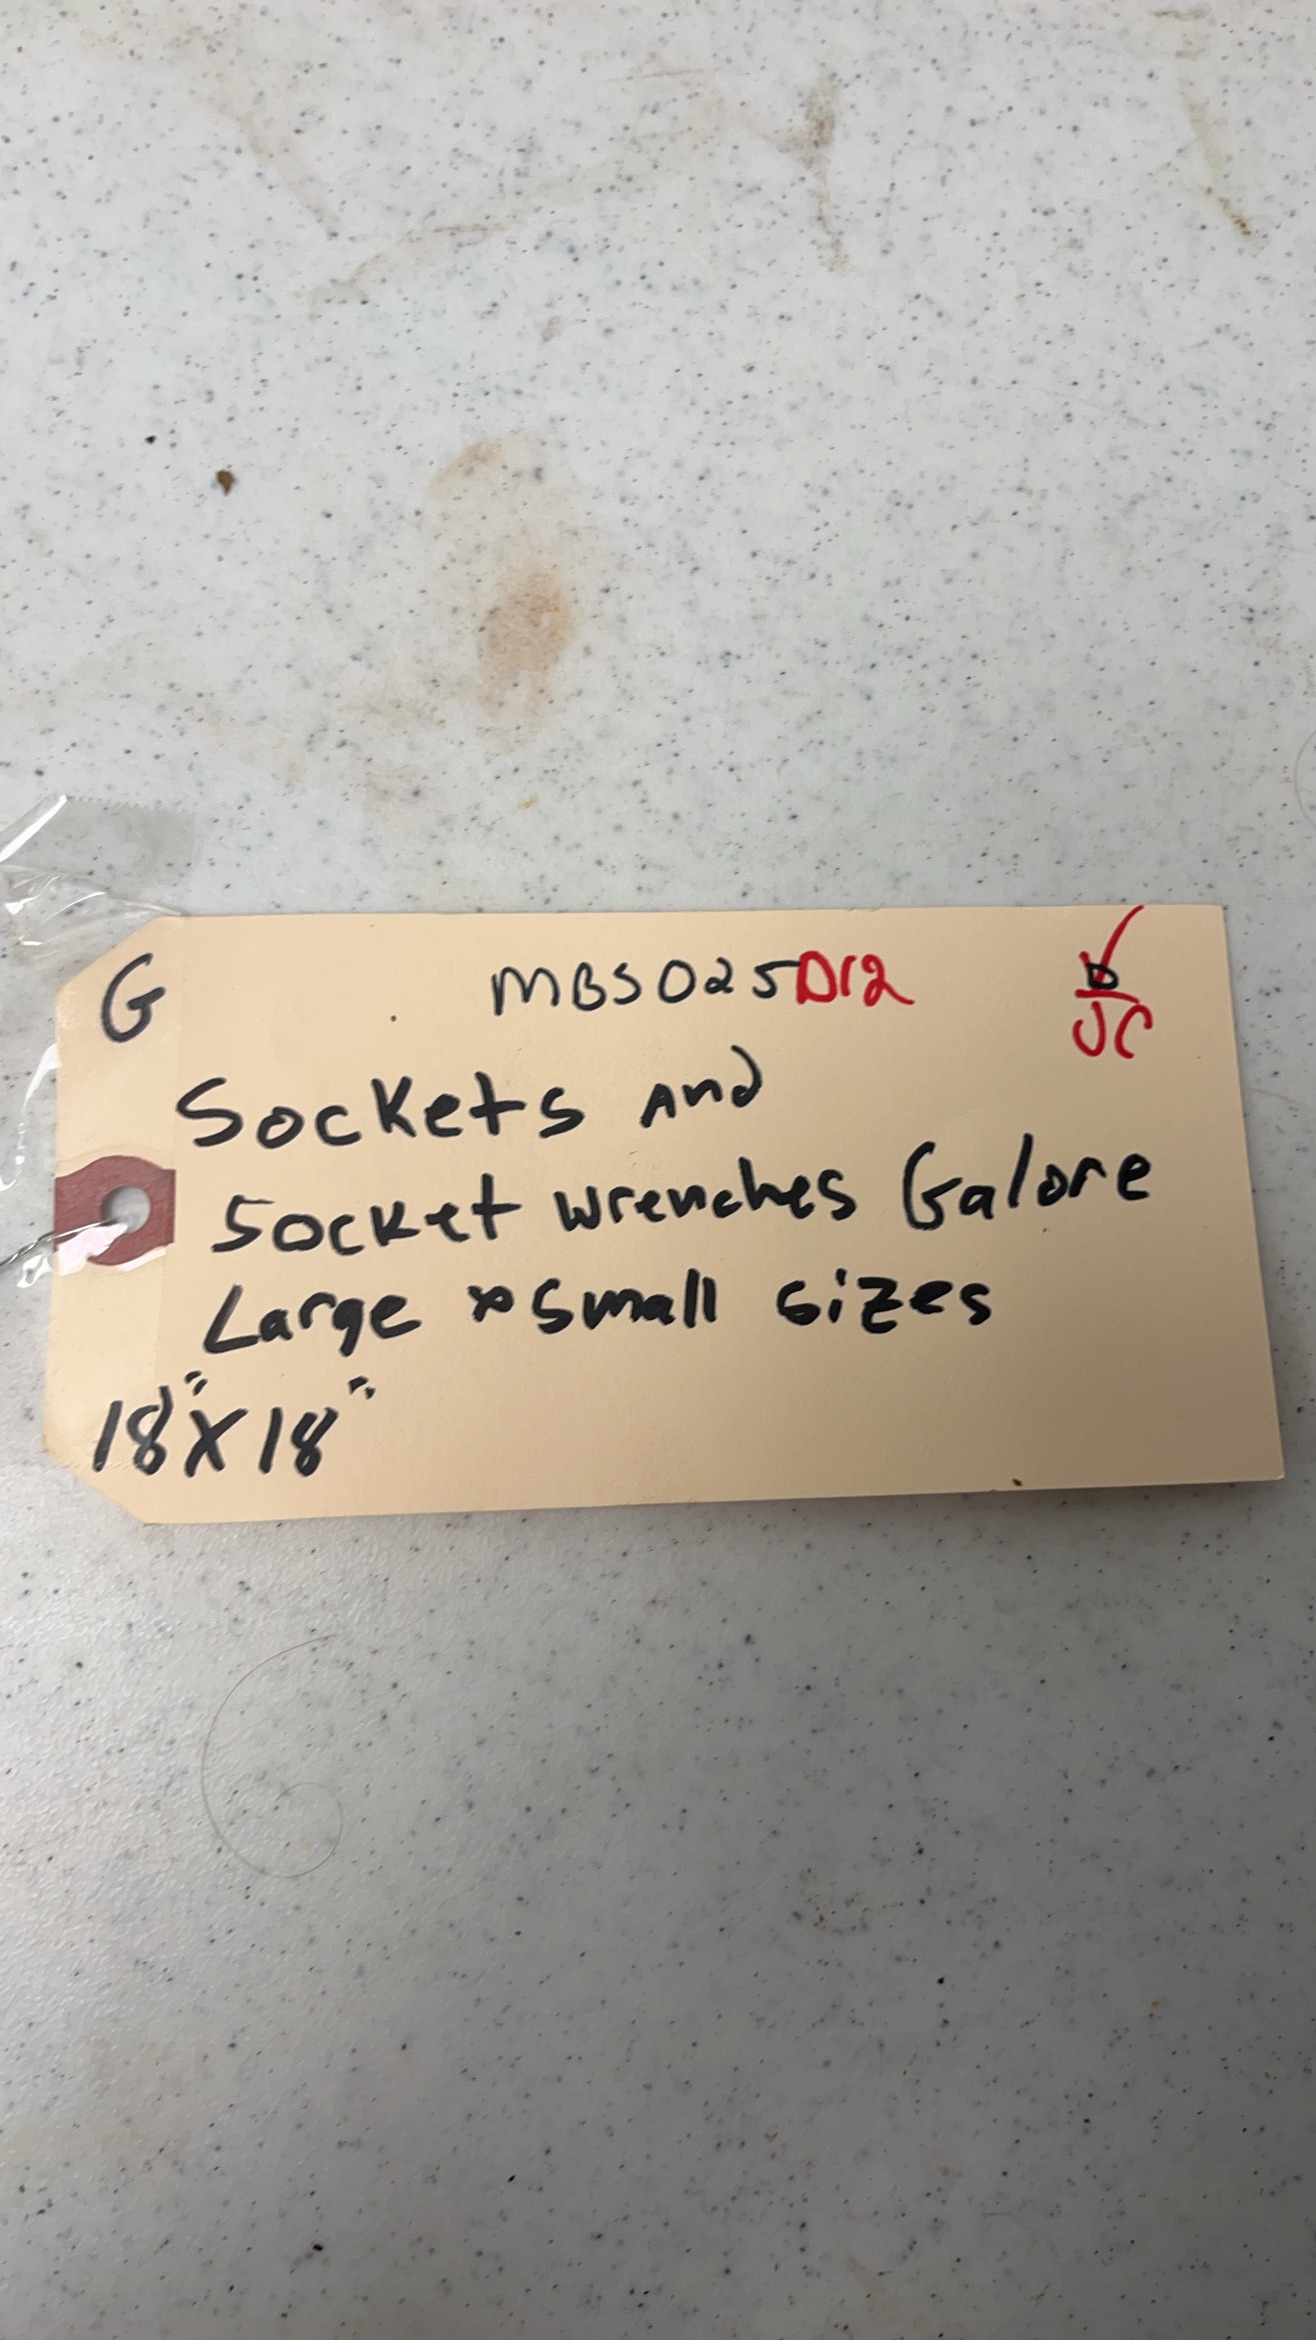 G MBS025D12 D
JC
Sockets And
Socket wrenches Galore
Large & Small sizes
18"X18"